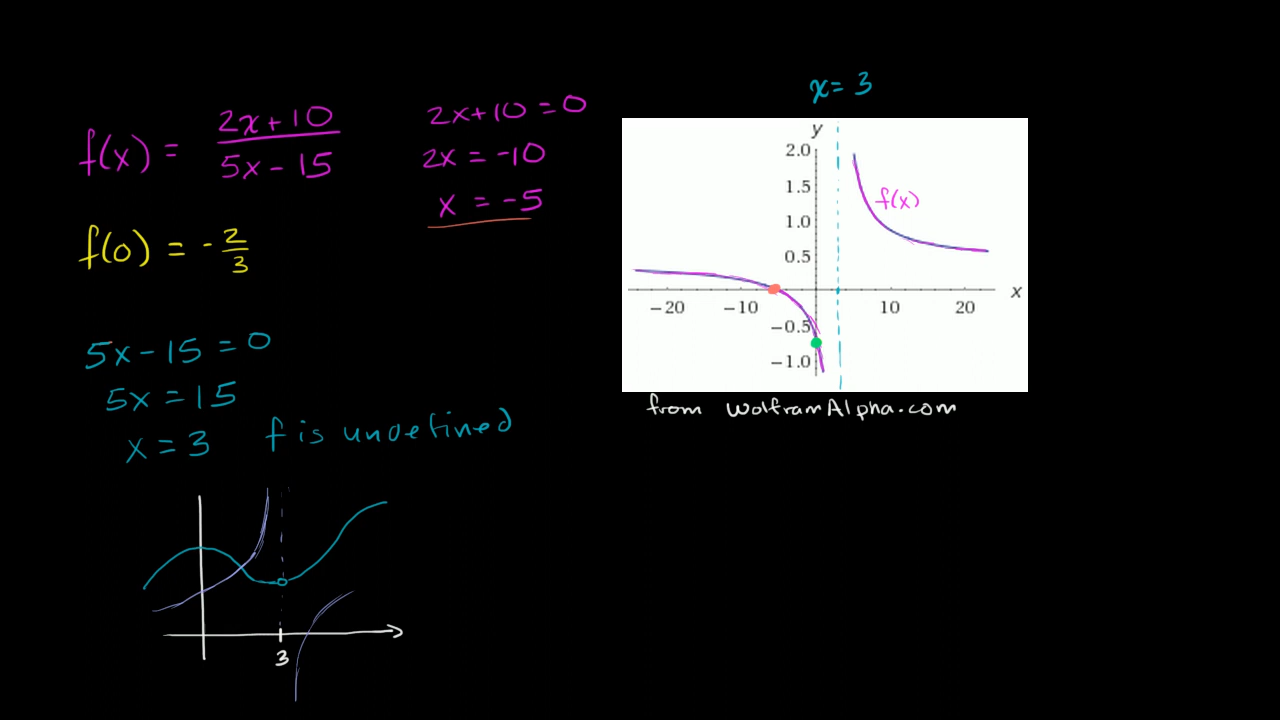 f(x) = 2x+10 / 5x-15
2x+10 = 0
2x = -10
x = -5
f(0) = -2/3
5x-15 = 0
5x = 15
x = 3 f is undefined
3
x = 3
y
2.0
1.5
1.0
f(x)
0.5
x
-20 -10 10 20
-0.5
-1.0
from WolframAlpha.com